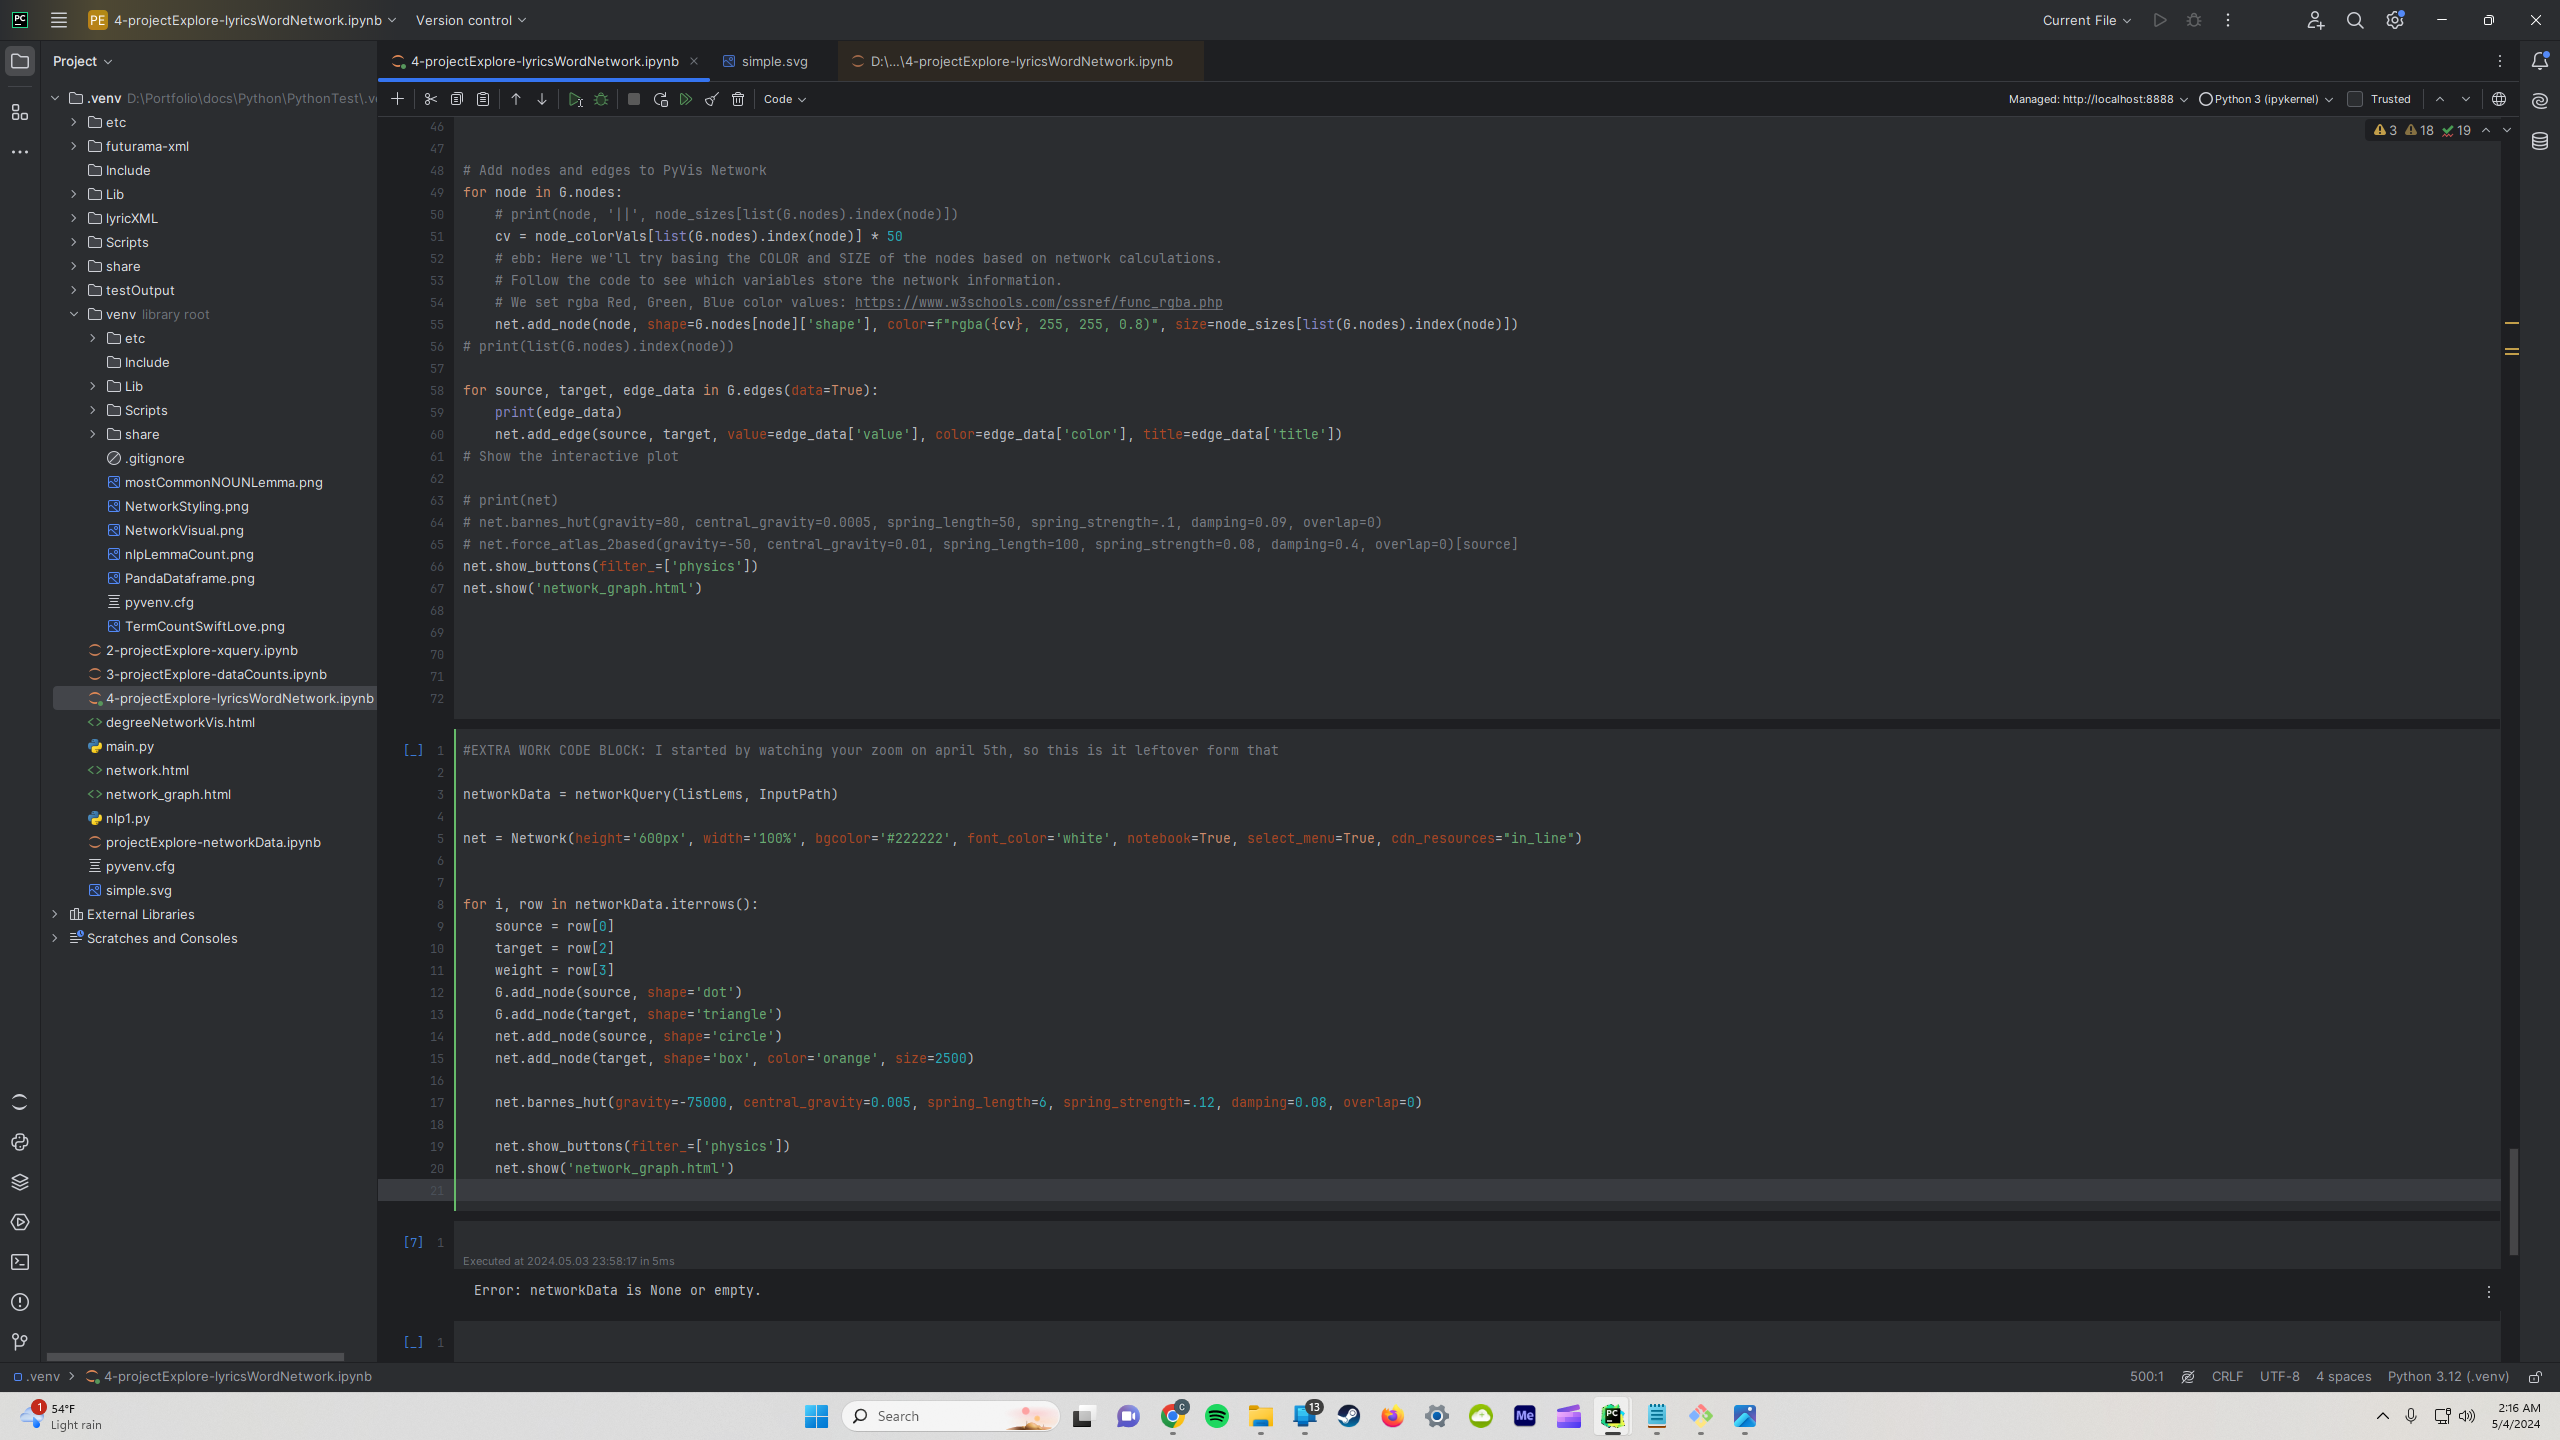 PC
PE 4-projectExplore-lyricsWordNetwork.ipynb Version control Current File
Project
4-projectExplore-lyricsWordNetwork.ipynb simple.svg D:\...\4-projectExplore-lyricsWordNetwork.ipynb
Code Managed: http://localhost:8888 Python 3 (ipykernel) Trusted
3 18 19
.venv D:\Portfolio\docs\Python\PythonTest\.ve
etc
futurama-xml
Include
Lib
lyricXML
Scripts
share
testOutput
venv library root
etc
Include
Lib
Scripts
share
.gitignore
mostCommonNOUNLemma.png
NetworkStyling.png
NetworkVisual.png
nlpLemmaCount.png
PandaDataframe.png
pyvenv.cfg
TermCountSwiftLove.png
2-projectExplore-xquery.ipynb
3-projectExplore-dataCounts.ipynb
4-projectExplore-lyricsWordNetwork.ipynb
degreeNetworkVis.html
main.py
network.html
network_graph.html
nlp1.py
projectExplore-networkData.ipynb
pyvenv.cfg
simple.svg
External Libraries
Scratches and Consoles
46
47
48 # Add nodes and edges to PyVis Network
49 for node in G.nodes:
50 # print(node, '||', node_sizes[list(G.nodes).index(node)])
51 cv = node_colorVals[list(G.nodes).index(node)] * 50
52 # ebb: Here we'll try basing the COLOR and SIZE of the nodes based on network calculations.
53 # Follow the code to see which variables store the network information.
54 # We set rgba Red, Green, Blue color values: https://www.w3schools.com/cssref/func_rgba.php
55 net.add_node(node, shape=G.nodes[node]['shape'], color=f"rgba({cv}, 255, 255, 0.8)", size=node_sizes[list(G.nodes).index(node)])
56 # print(list(G.nodes).index(node))
57
58 for source, target, edge_data in G.edges(data=True):
59 print(edge_data)
60 net.add_edge(source, target, value=edge_data['value'], color=edge_data['color'], title=edge_data['title'])
61 # Show the interactive plot
62
63 # print(net)
64 # net.barnes_hut(gravity=80, central_gravity=0.0005, spring_length=50, spring_strength=.1, damping=0.09, overlap=0)
65 # net.force_atlas_2based(gravity=-50, central_gravity=0.01, spring_length=100, spring_strength=0.08, damping=0.4, overlap=0)[source]
66 net.show_buttons(filter_=['physics'])
67 net.show('network_graph.html')
68
69
70
71
72
[_] 1 #EXTRA WORK CODE BLOCK: I started by watching your zoom on april 5th, so this is it leftover form that
2
3 networkData = networkQuery(listLems, InputPath)
4
5 net = Network(height='600px', width='100%', bgcolor='#222222', font_color='white', notebook=True, select_menu=True, cdn_resources="in_line")
6
7
8 for i, row in networkData.iterrows():
9 source = row[0]
10 target = row[2]
11 weight = row[3]
12 G.add_node(source, shape='dot')
13 G.add_node(target, shape='triangle')
14 net.add_node(source, shape='circle')
15 net.add_node(target, shape='box', color='orange', size=2500)
16
17 net.barnes_hut(gravity=-75000, central_gravity=0.005, spring_length=6, spring_strength=.12, damping=0.08, overlap=0)
18
19 net.show_buttons(filter_=['physics'])
20 net.show('network_graph.html')
21
[7] 1
Executed at 2024.05.03 23:58:17 in 5ms
Error: networkData is None or empty.
[_] 1
.venv 4-projectExplore-lyricsWordNetwork.ipynb 500:1 CRLF UTF-8 4 spaces Python 3.12 (.venv)
1 54°F
Light rain
Search C 13 Me PC
2:16 AM
5/4/2024